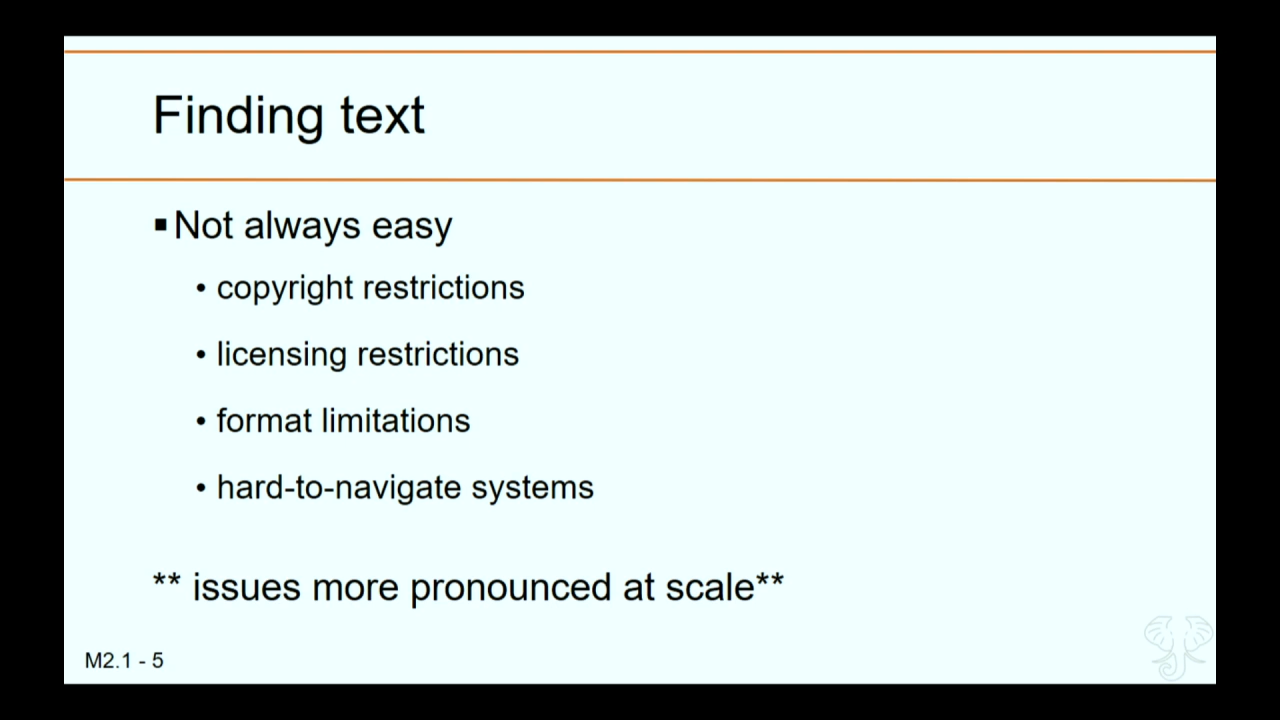 Finding text
▪ Not always easy
• copyright restrictions
• licensing restrictions
• format limitations
• hard-to-navigate systems
** issues more pronounced at scale**
M2.1 - 5